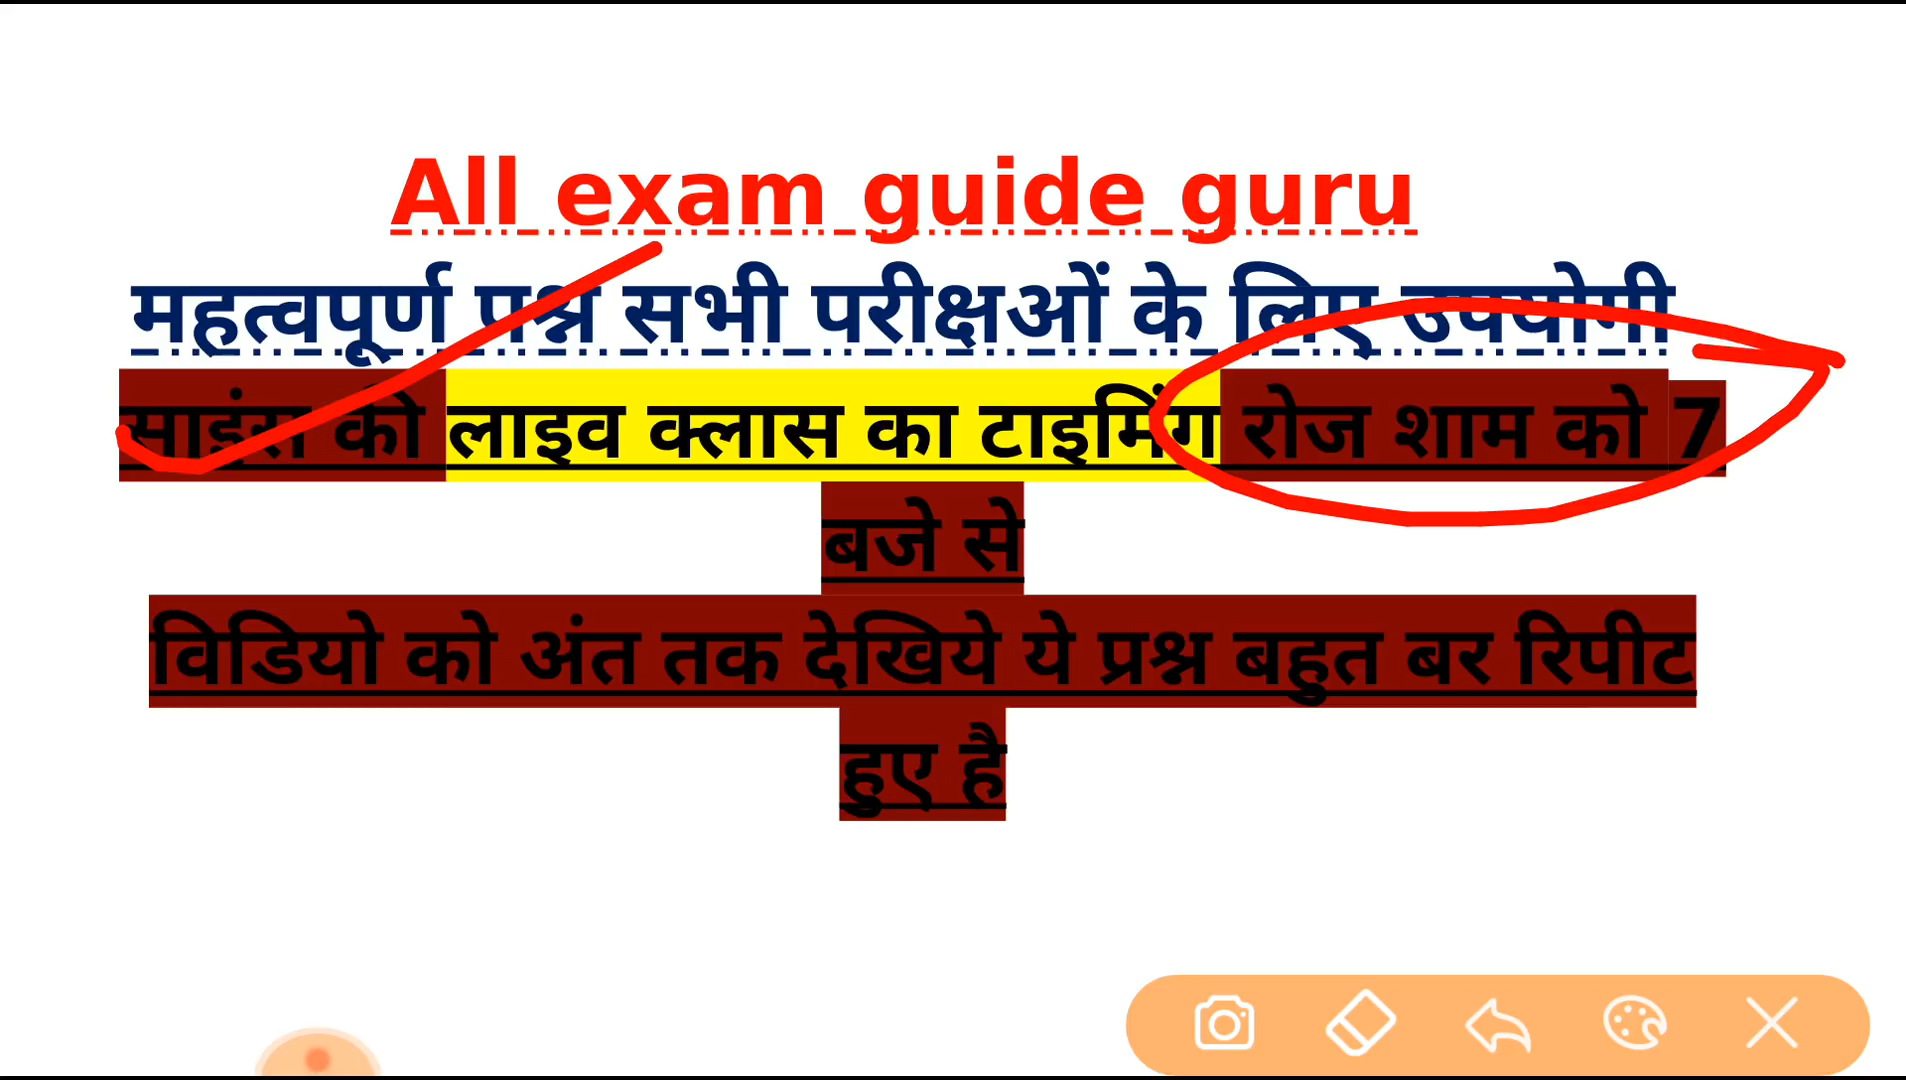 All exam guide guru
महत्वपूर्ण प्रश्न सभी परीक्षओं के लिए उपयोगी
साइंस की लाइव क्लास का टाइमिंग रोज शाम को 7
बजे से
विडियो को अंत तक देखिये ये प्रश्न बहुत बर रिपीट
हुए है